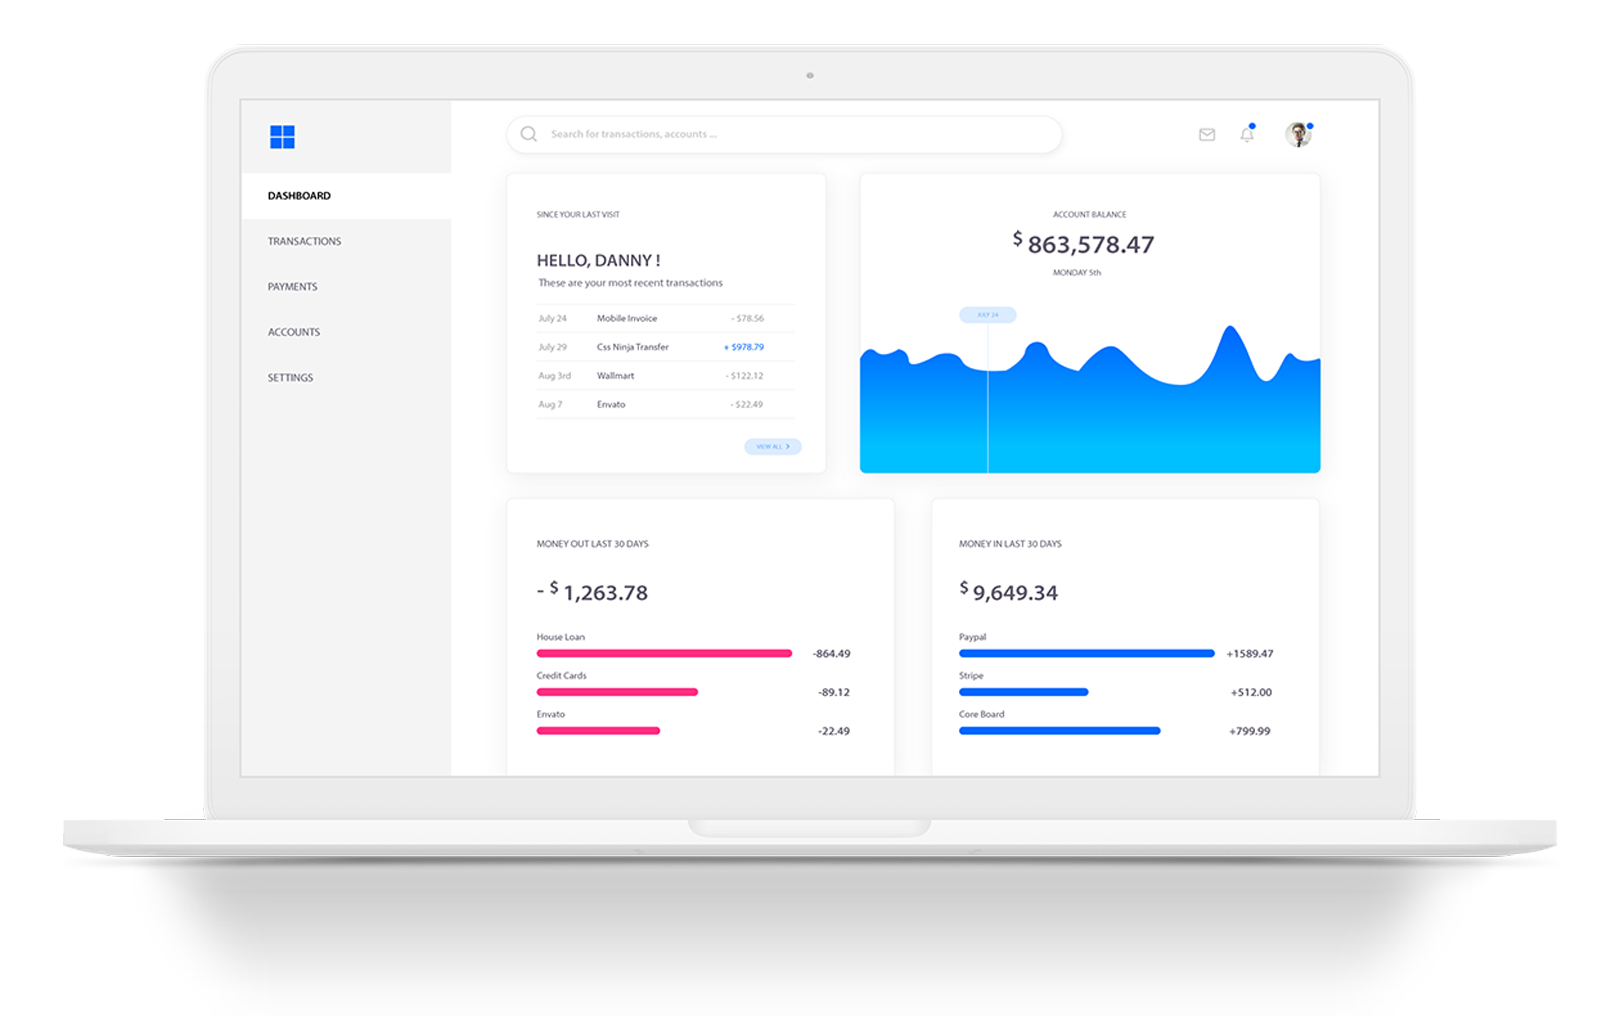 Search for transactions, accounts ...
DASHBOARD
TRANSACTIONS
PAYMENTS
ACCOUNTS
SETTINGS
SINCE YOUR LAST VISIT
HELLO, DANNY !
These are your most recent transactions
July 24 Mobile Invoice - $78.56
July 29 Css Ninja Transfer + $978.79
Aug 3rd Wallmart - $122.12
Aug 7 Envato - $22.49
VIEW ALL >
ACCOUNT BALANCE
$ 863,578.47
MONDAY 5th
JULY 24
MONEY OUT LAST 30 DAYS
- $ 1,263.78
House Loan
-864.49
Credit Cards
-89.12
Envato
-22.49
MONEY IN LAST 30 DAYS
$ 9,649.34
Paypal
+1589.47
Stripe
+512.00
Core Board
+799.99